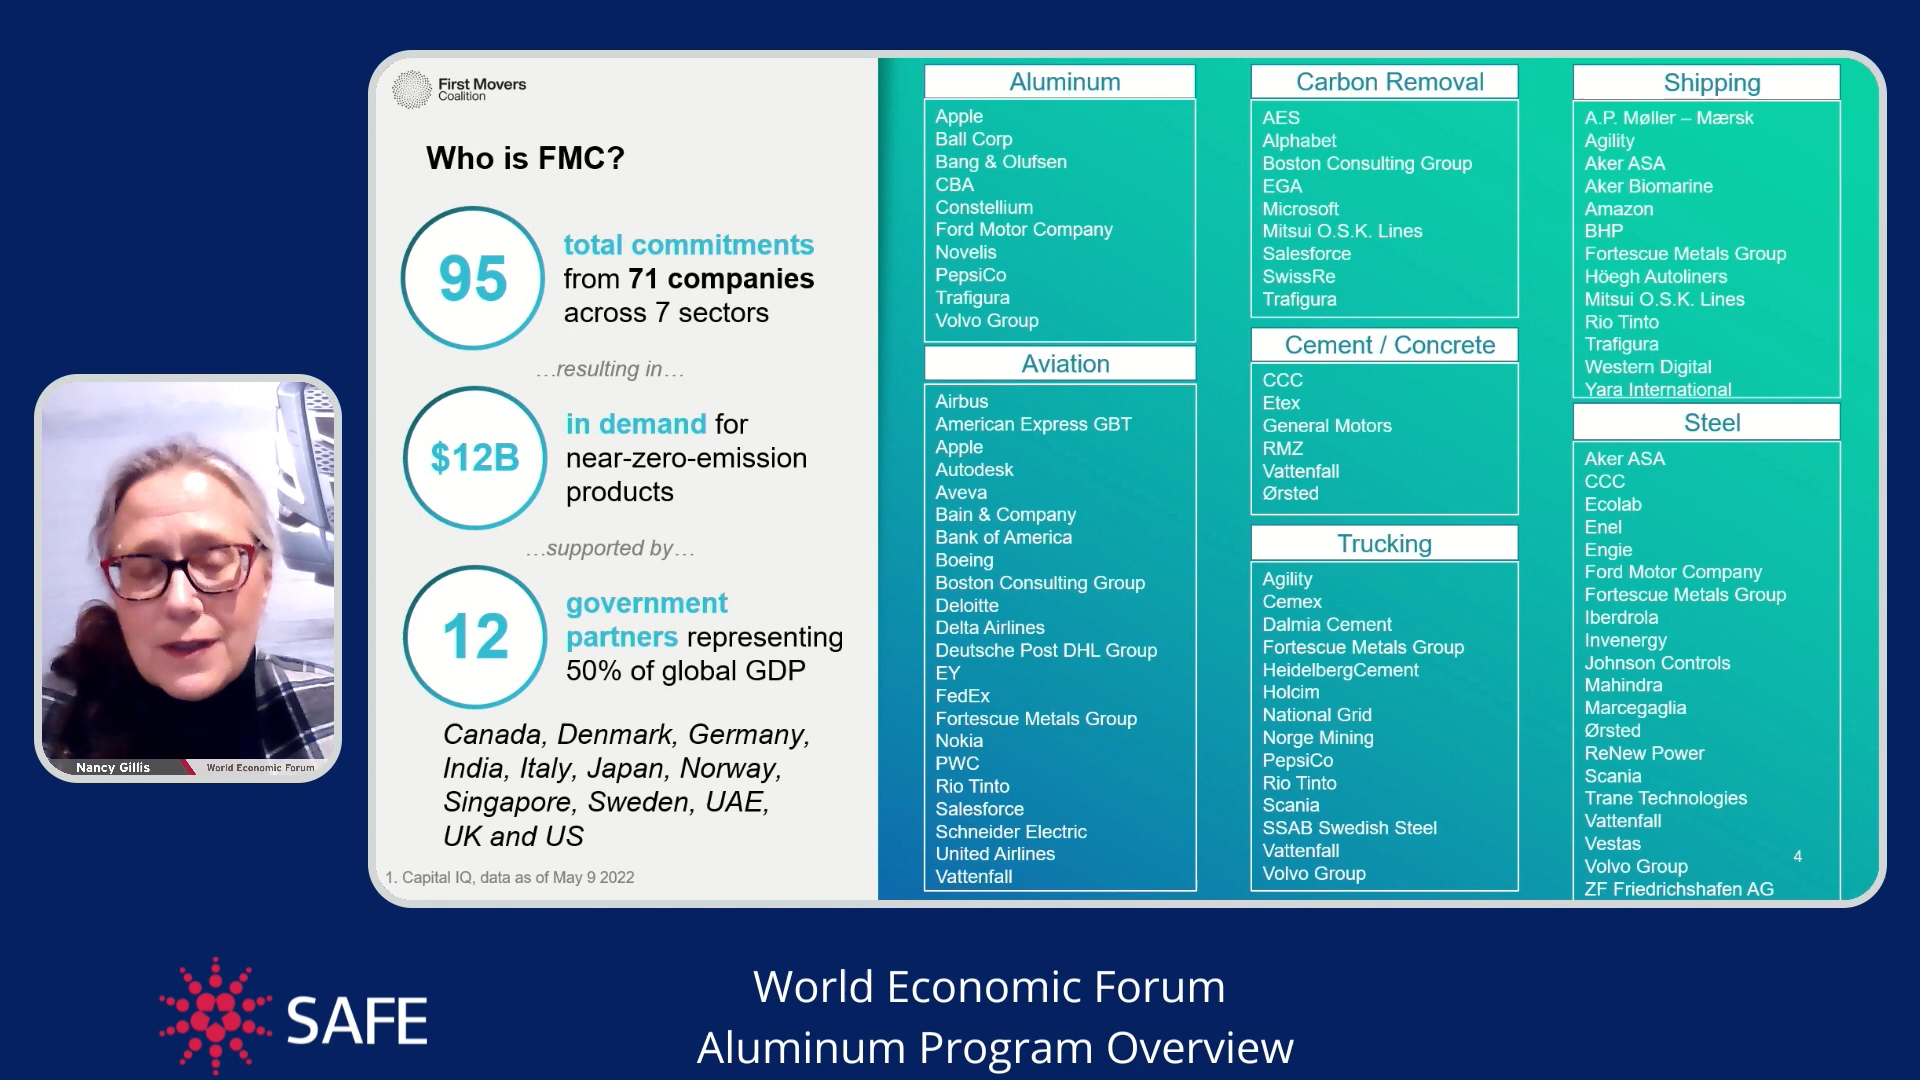 First Movers
Coalition
Who is FMC?
95
total commitments
from 71 companies
across 7 sectors
…resulting in…
$12B
in demand for
near-zero-emission
products
…supported by…
12
government
partners representing
50% of global GDP
Canada, Denmark, Germany,
India, Italy, Japan, Norway,
Singapore, Sweden, UAE,
UK and US
1. Capital IQ, data as of May 9 2022
Aluminum
Apple
Ball Corp
Bang & Olufsen
CBA
Constellium
Ford Motor Company
Novelis
PepsiCo
Trafigura
Volvo Group
Aviation
Airbus
American Express GBT
Apple
Autodesk
Aveva
Bain & Company
Bank of America
Boeing
Boston Consulting Group
Deloitte
Delta Airlines
Deutsche Post DHL Group
EY
FedEx
Fortescue Metals Group
Nokia
PWC
Rio Tinto
Salesforce
Schneider Electric
United Airlines
Vattenfall
Carbon Removal
AES
Alphabet
Boston Consulting Group
EGA
Microsoft
Mitsui O.S.K. Lines
Salesforce
SwissRe
Trafigura
Cement / Concrete
CCC
Etex
General Motors
RMZ
Vattenfall
Ørsted
Trucking
Agility
Cemex
Dalmia Cement
Fortescue Metals Group
HeidelbergCement
Holcim
National Grid
Norge Mining
PepsiCo
Rio Tinto
Scania
SSAB Swedish Steel
Vattenfall
Volvo Group
Shipping
A.P. Møller – Mærsk
Agility
Aker ASA
Aker Biomarine
Amazon
BHP
Fortescue Metals Group
Höegh Autoliners
Mitsui O.S.K. Lines
Rio Tinto
Trafigura
Western Digital
Yara International
Steel
Aker ASA
CCC
Ecolab
Enel
Engie
Ford Motor Company
Fortescue Metals Group
Iberdrola
Invenergy
Johnson Controls
Mahindra
Marcegaglia
Ørsted
ReNew Power
Scania
Trane Technologies
Vattenfall
Vestas
Volvo Group
ZF Friedrichshafen AG
4
Nancy Gillis
World Economic Forum
SAFE
World Economic Forum
Aluminum Program Overview